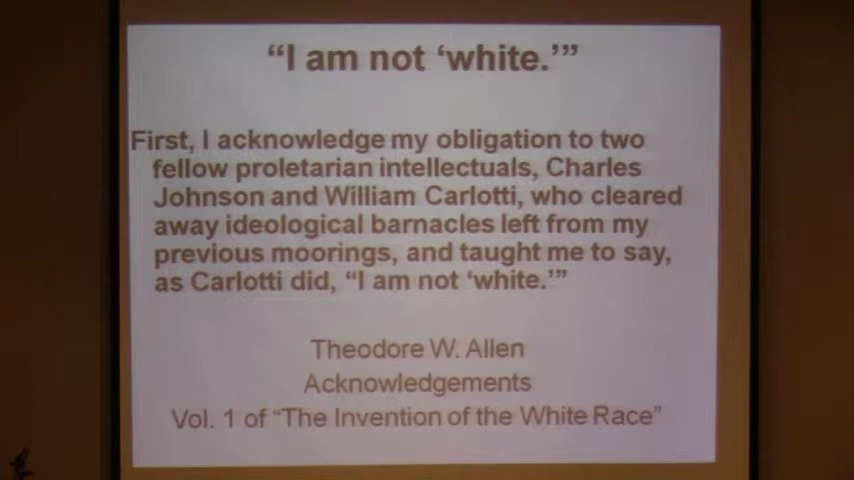 “I am not ‘white.’”
First, I acknowledge my obligation to two
fellow proletarian intellectuals, Charles
Johnson and William Carlotti, who cleared
away ideological barnacles left from my
previous moorings, and taught me to say,
as Carlotti did, “I am not ‘white.’”
Theodore W. Allen
Acknowledgements
Vol. 1 of “The Invention of the White Race”